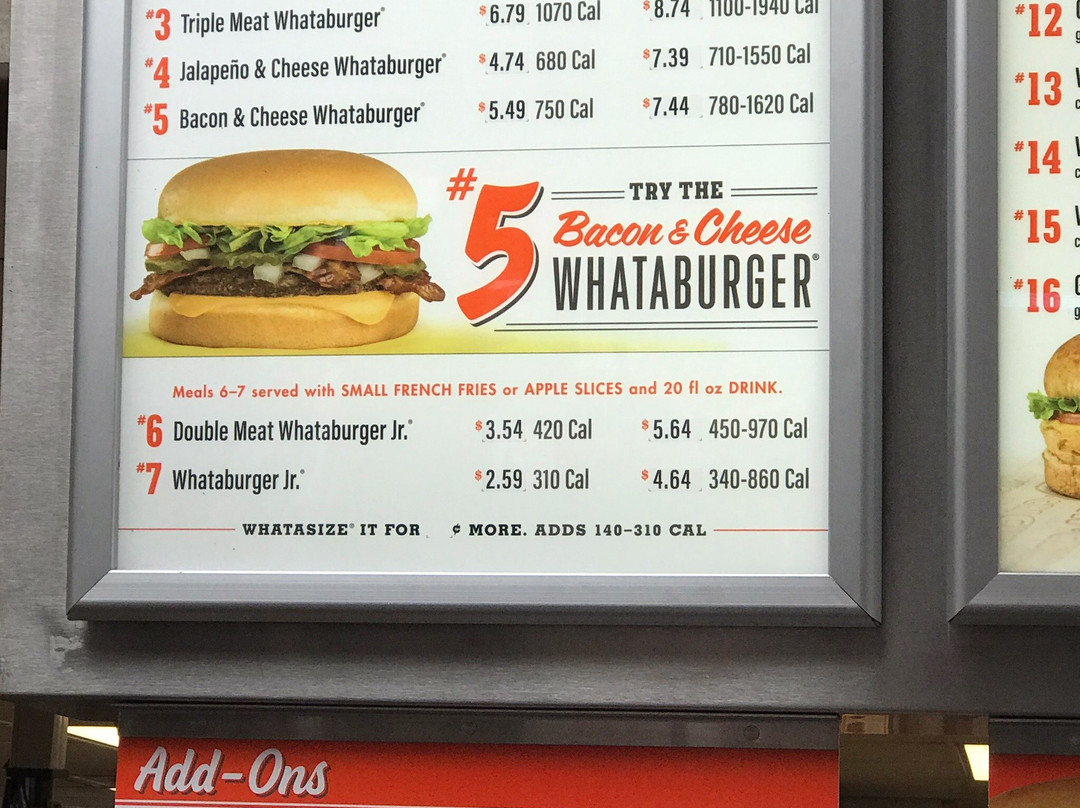 #3 Triple Meat Whataburger® $6.79 1070 Cal $8.74 1100-1940 Cal
#4 Jalapeño & Cheese Whataburger® $4.74 680 Cal $7.39 710-1550 Cal
#5 Bacon & Cheese Whataburger® $5.49 750 Cal $7.44 780-1620 Cal
#5
TRY THE
Bacon & Cheese
WHATABURGER®
Meals 6–7 served with SMALL FRENCH FRIES or APPLE SLICES and 20 fl oz DRINK.
#6 Double Meat Whataburger Jr.® $3.54 420 Cal $5.64 450-970 Cal
#7 Whataburger Jr.® $2.59 310 Cal $4.64 340-860 Cal
WHATASIZE® IT FOR ¢ MORE. ADDS 140–310 CAL
Add-Ons
#12
#13
#14
#15
#16